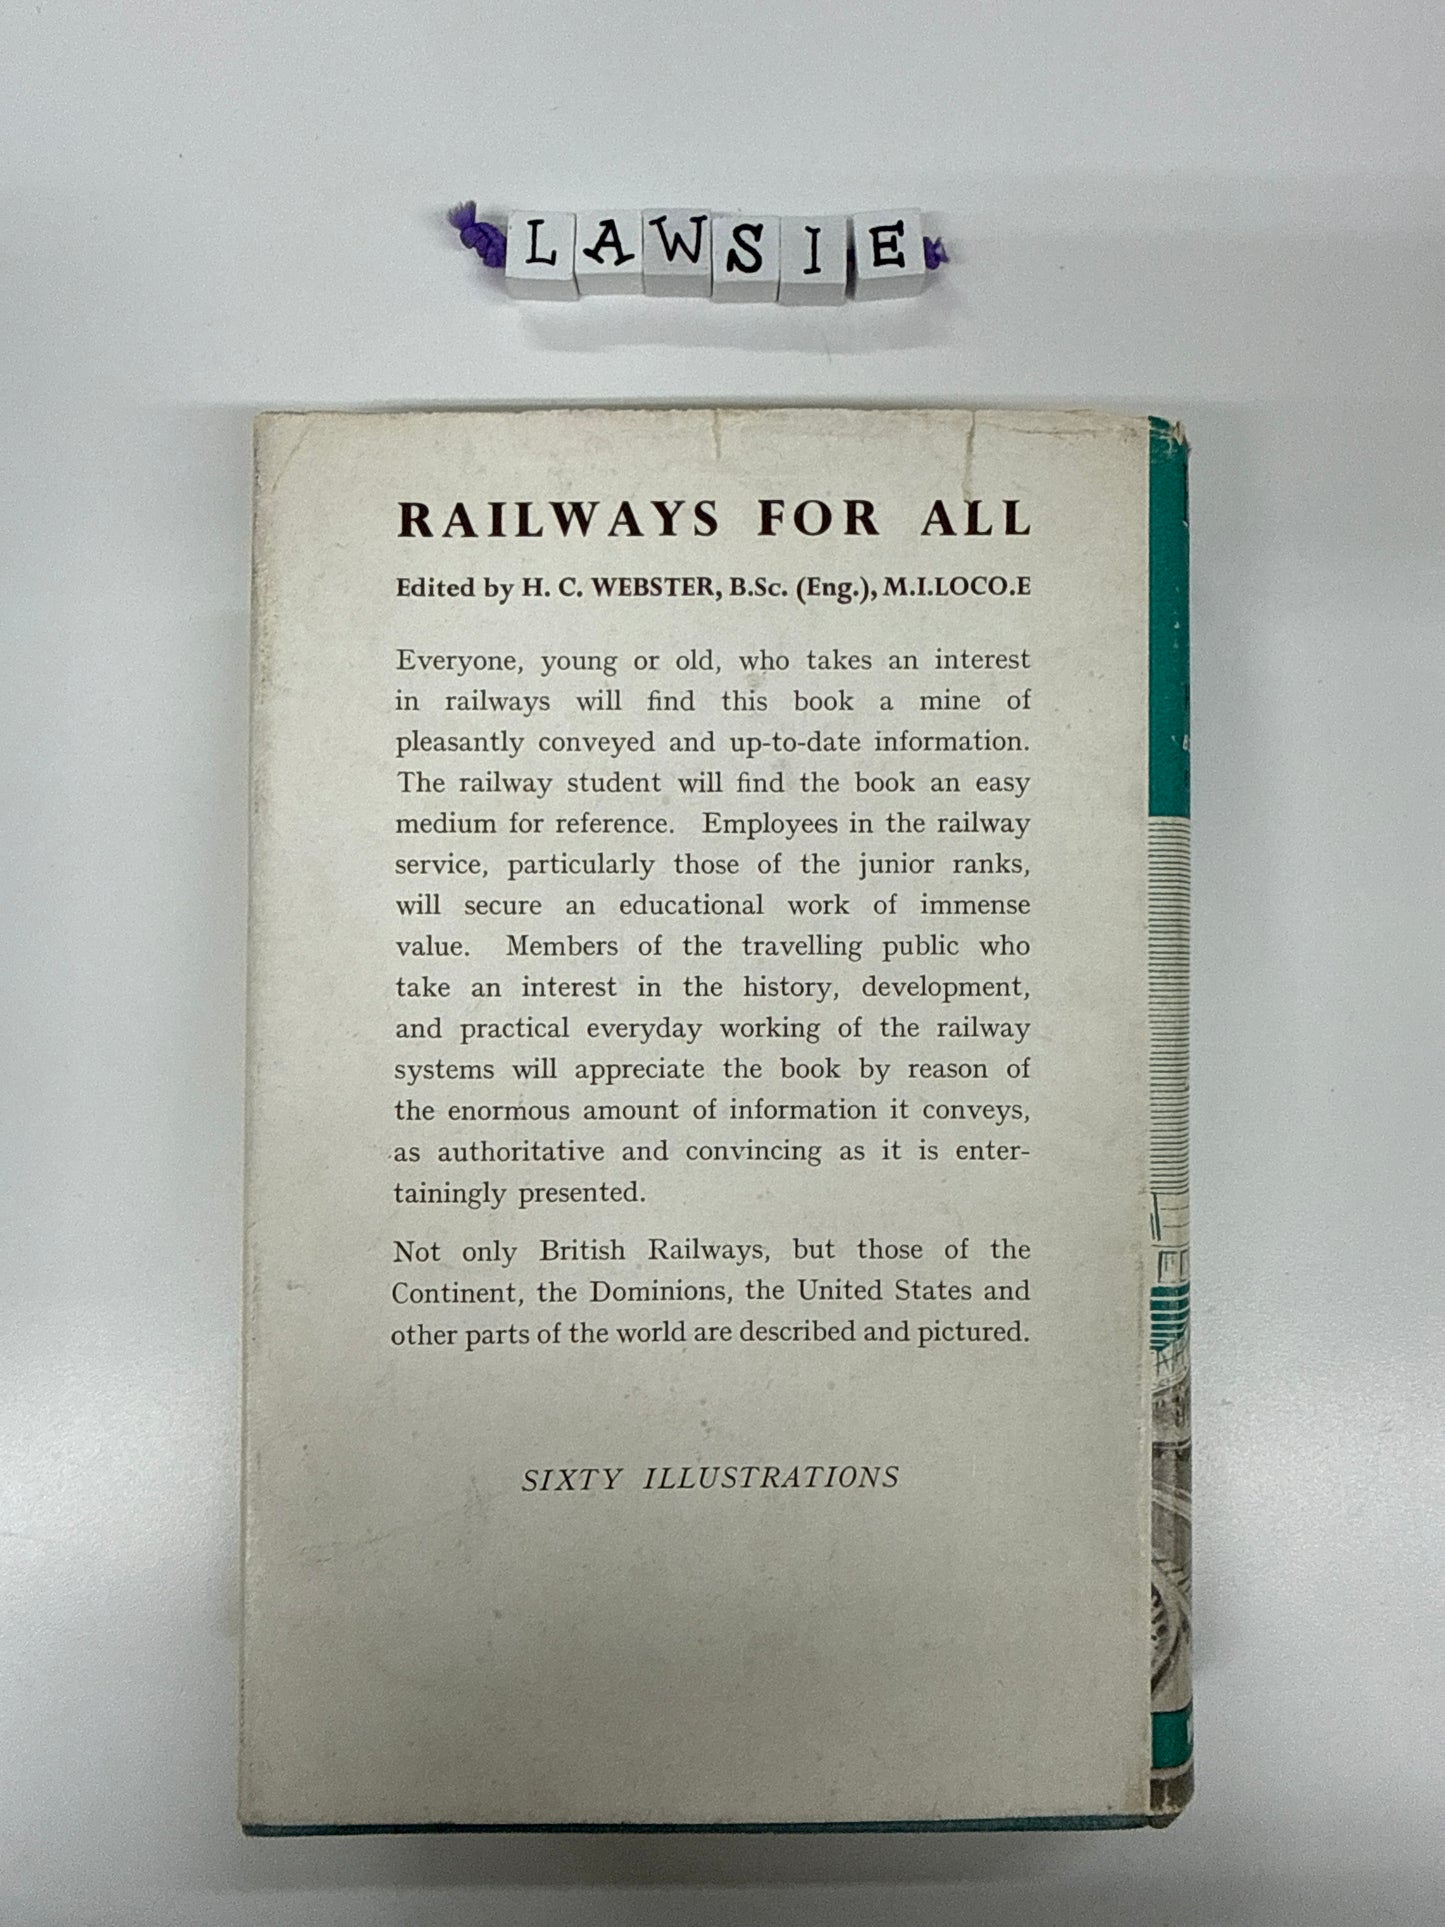 LAWSIE
RAILWAYS FOR ALL
Edited by H. C. WEBSTER, B.Sc. (Eng.), M.I.LOCO.E
Everyone, young or old, who takes an interest
in railways will find this book a mine of
pleasantly conveyed and up-to-date information.
The railway student will find the book an easy
medium for reference. Employees in the railway
service, particularly those of the junior ranks,
will secure an educational work of immense
value. Members of the travelling public who
take an interest in the history, development,
and practical everyday working of the railway
systems will appreciate the book by reason of
the enormous amount of information it conveys,
as authoritative and convincing as it is enter-
tainingly presented.
Not only British Railways, but those of the
Continent, the Dominions, the United States and
other parts of the world are described and pictured.
SIXTY ILLUSTRATIONS